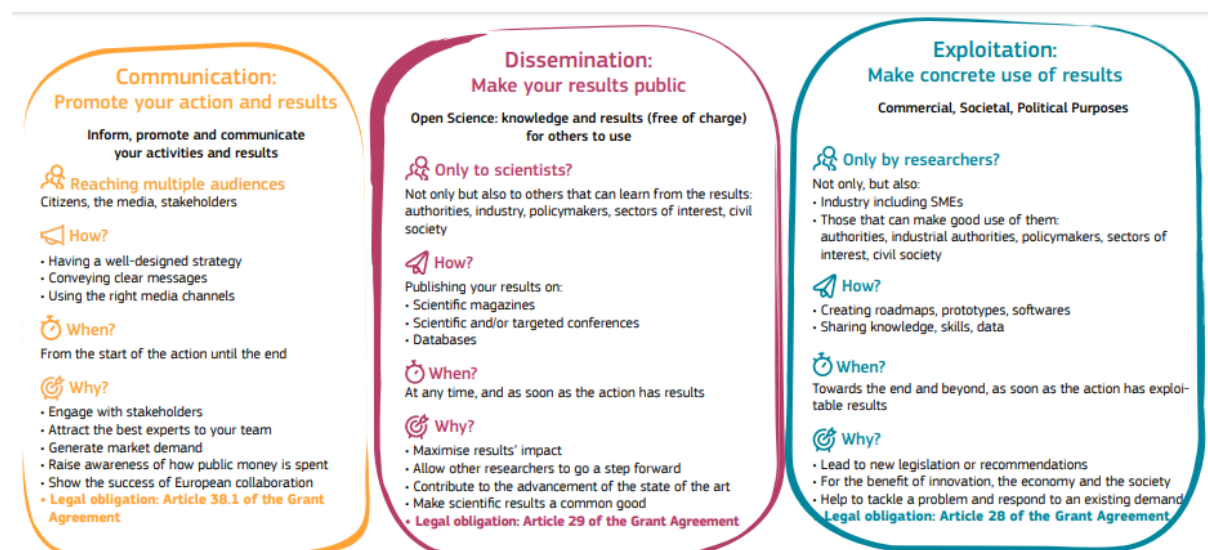 Communication:
Promote your action and results
Inform, promote and communicate
your activities and results
Reaching multiple audiences
Citizens, the media, stakeholders
How?
• Having a well-designed strategy
• Conveying clear messages
• Using the right media channels
When?
From the start of the action until the end
Why?
• Engage with stakeholders
• Attract the best experts to your team
• Generate market demand
• Raise awareness of how public money is spent
• Show the success of European collaboration
• Legal obligation: Article 38.1 of the Grant
Agreement
Dissemination:
Make your results public
Open Science: knowledge and results (free of charge)
for others to use
Only to scientists?
Not only but also to others that can learn from the results:
authorities, industry, policymakers, sectors of interest, civil
society
How?
Publishing your results on:
• Scientific magazines
• Scientific and/or targeted conferences
• Databases
When?
At any time, and as soon as the action has results
Why?
• Maximise results' impact
• Allow other researchers to go a step forward
• Contribute to the advancement of the state of the art
• Make scientific results a common good
• Legal obligation: Article 29 of the Grant Agreement
Exploitation:
Make concrete use of results
Commercial, Societal, Political Purposes
Only by researchers?
Not only, but also:
• Industry including SMEs
• Those that can make good use of them:
authorities, industrial authorities, policymakers, sectors of
interest, civil society
How?
• Creating roadmaps, prototypes, softwares
• Sharing knowledge, skills, data
When?
Towards the end and beyond, as soon as the action has exploi-
table results
Why?
• Lead to new legislation or recommendations
• For the benefit of innovation, the economy and the society
• Help to tackle a problem and respond to an existing demand
Legal obligation: Article 28 of the Grant Agreement